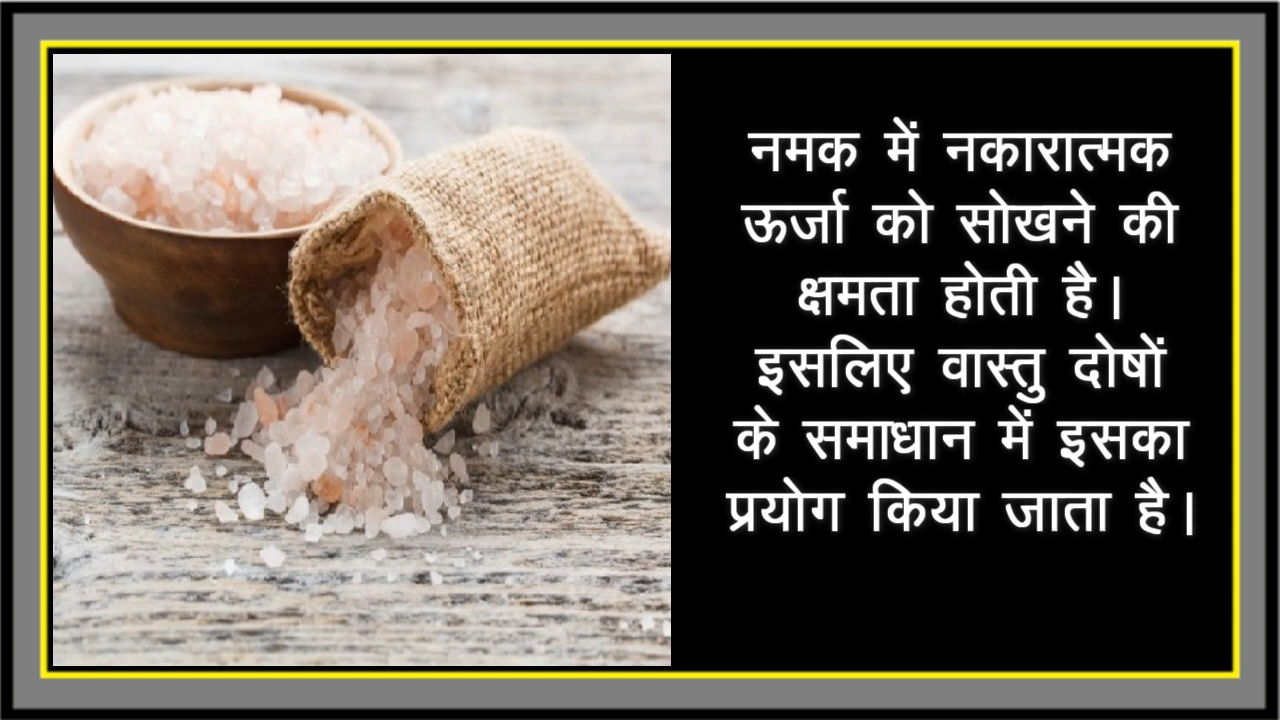 नमक में नकारात्मक
ऊर्जा को सोखने की
क्षमता होती है।
इसलिए वास्तु दोषों
के समाधान में इसका
प्रयोग किया जाता है।